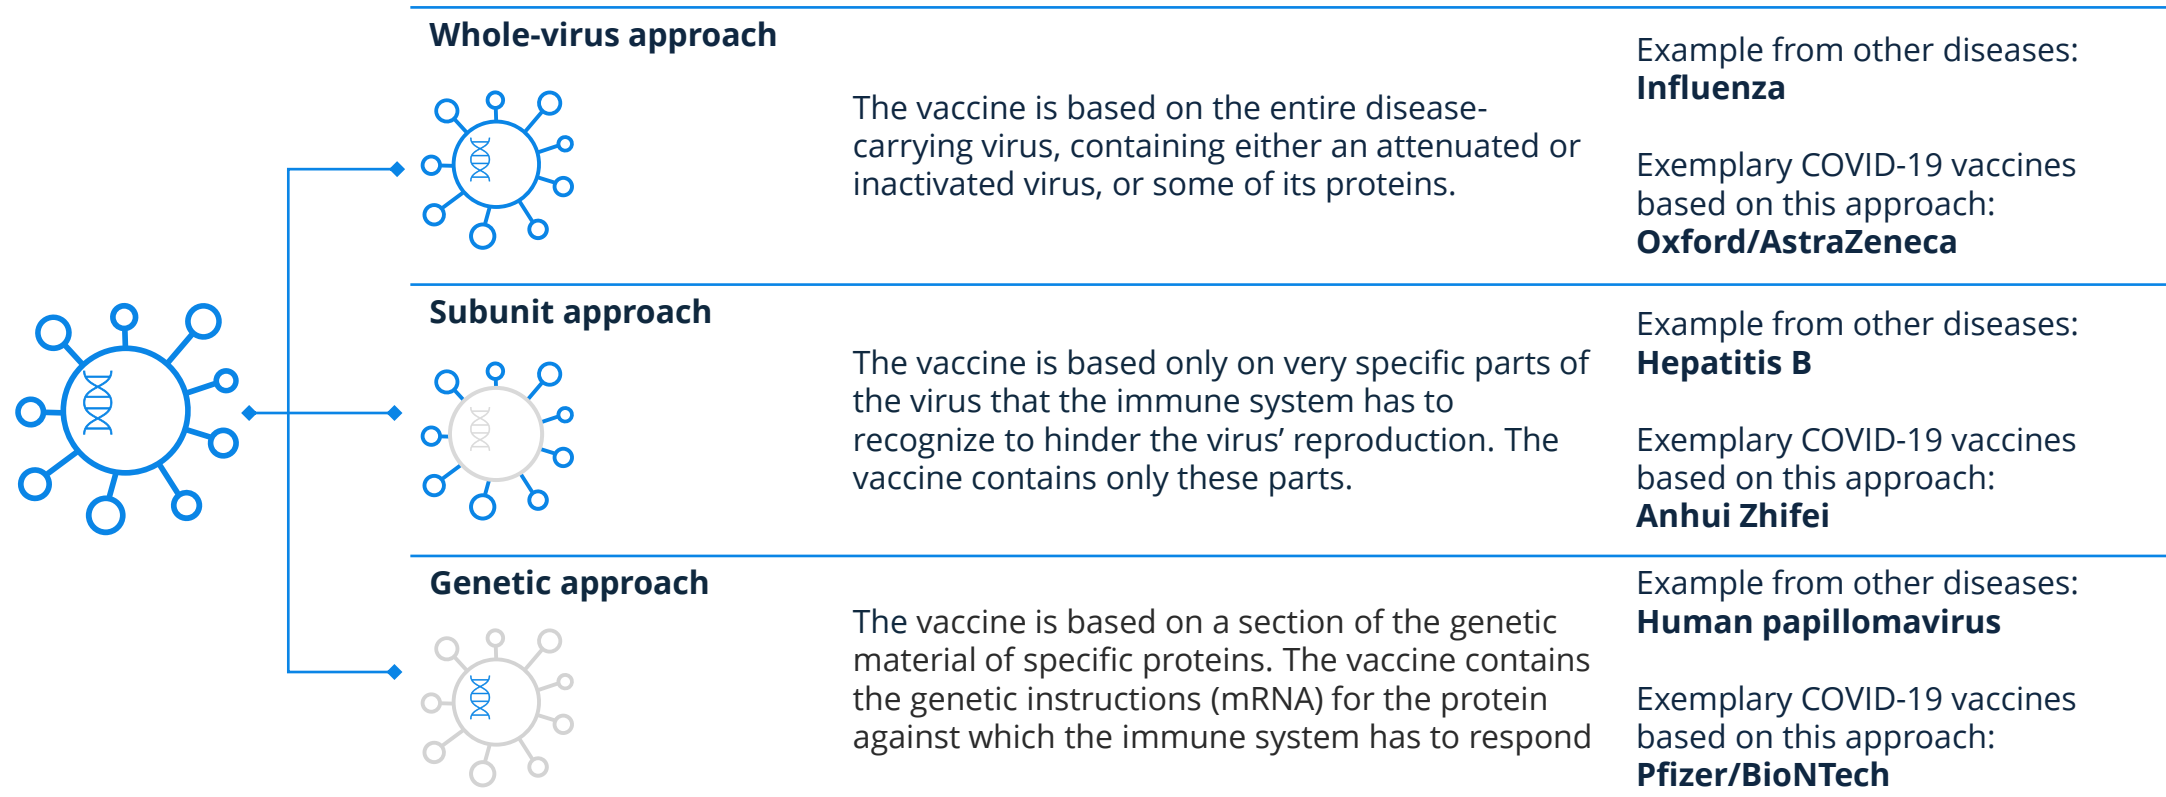 Whole-virus approach
The vaccine is based on the entire disease-
carrying virus, containing either an attenuated or
inactivated virus, or some of its proteins.
Example from other diseases:
Influenza
Exemplary COVID-19 vaccines
based on this approach:
Oxford/AstraZeneca
Subunit approach
The vaccine is based only on very specific parts of
the virus that the immune system has to
recognize to hinder the virus’ reproduction. The
vaccine contains only these parts.
Example from other diseases:
Hepatitis B
Exemplary COVID-19 vaccines
based on this approach:
Anhui Zhifei
Genetic approach
The vaccine is based on a section of the genetic
material of specific proteins. The vaccine contains
the genetic instructions (mRNA) for the protein
against which the immune system has to respond
Example from other diseases:
Human papillomavirus
Exemplary COVID-19 vaccines
based on this approach:
Pfizer/BioNTech